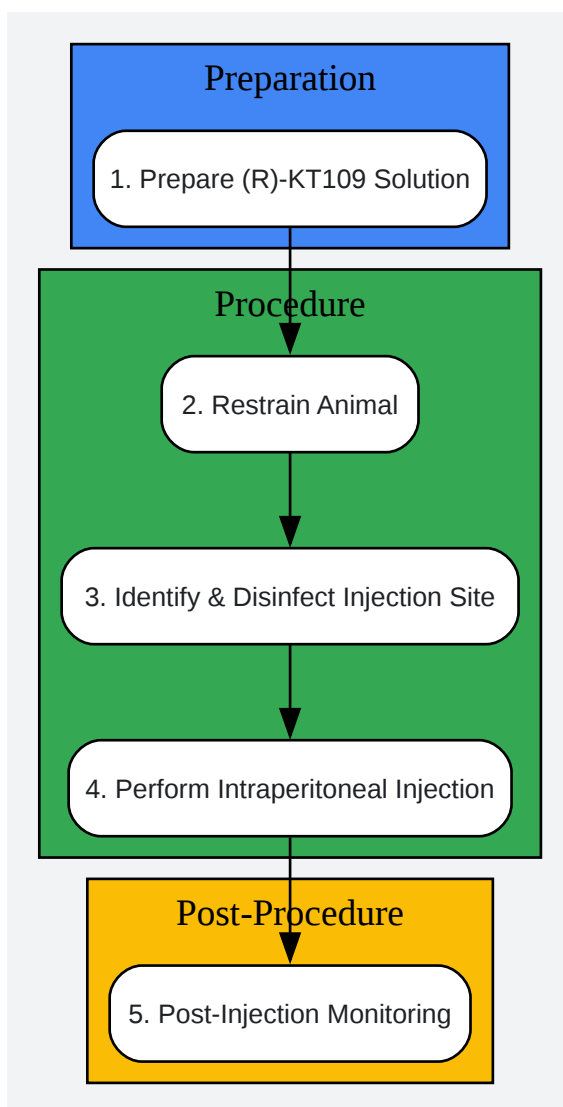 Preparation
1. Prepare (R)-KT109 Solution
Procedure
2. Restrain Animal
3. Identify & Disinfect Injection Site
4. Perform Intraperitoneal Injection
Post-Procedure
5. Post-Injection Monitoring